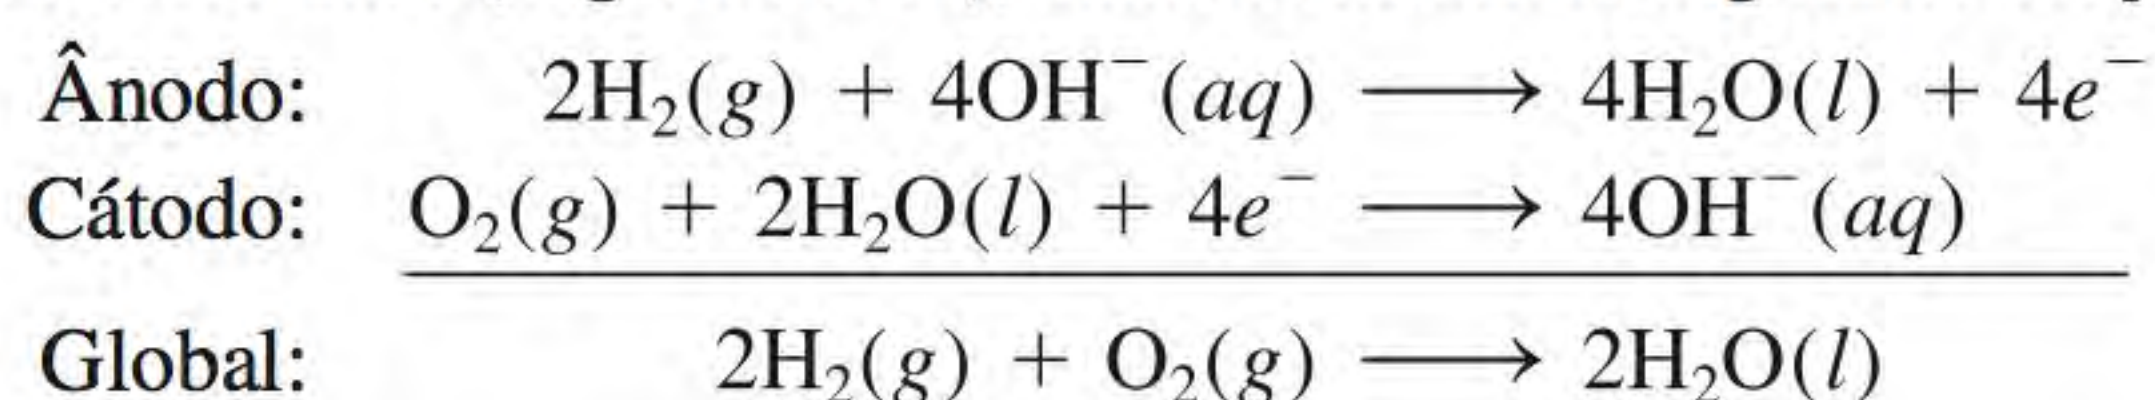 Ânodo: 2H₂(g) + 4OH⁻(aq) ⟶ 4H₂O(l) + 4e⁻
Cátodo: O₂(g) + 2H₂O(l) + 4e⁻ ⟶ 4OH⁻(aq)
Global: 2H₂(g) + O₂(g) ⟶ 2H₂O(l)